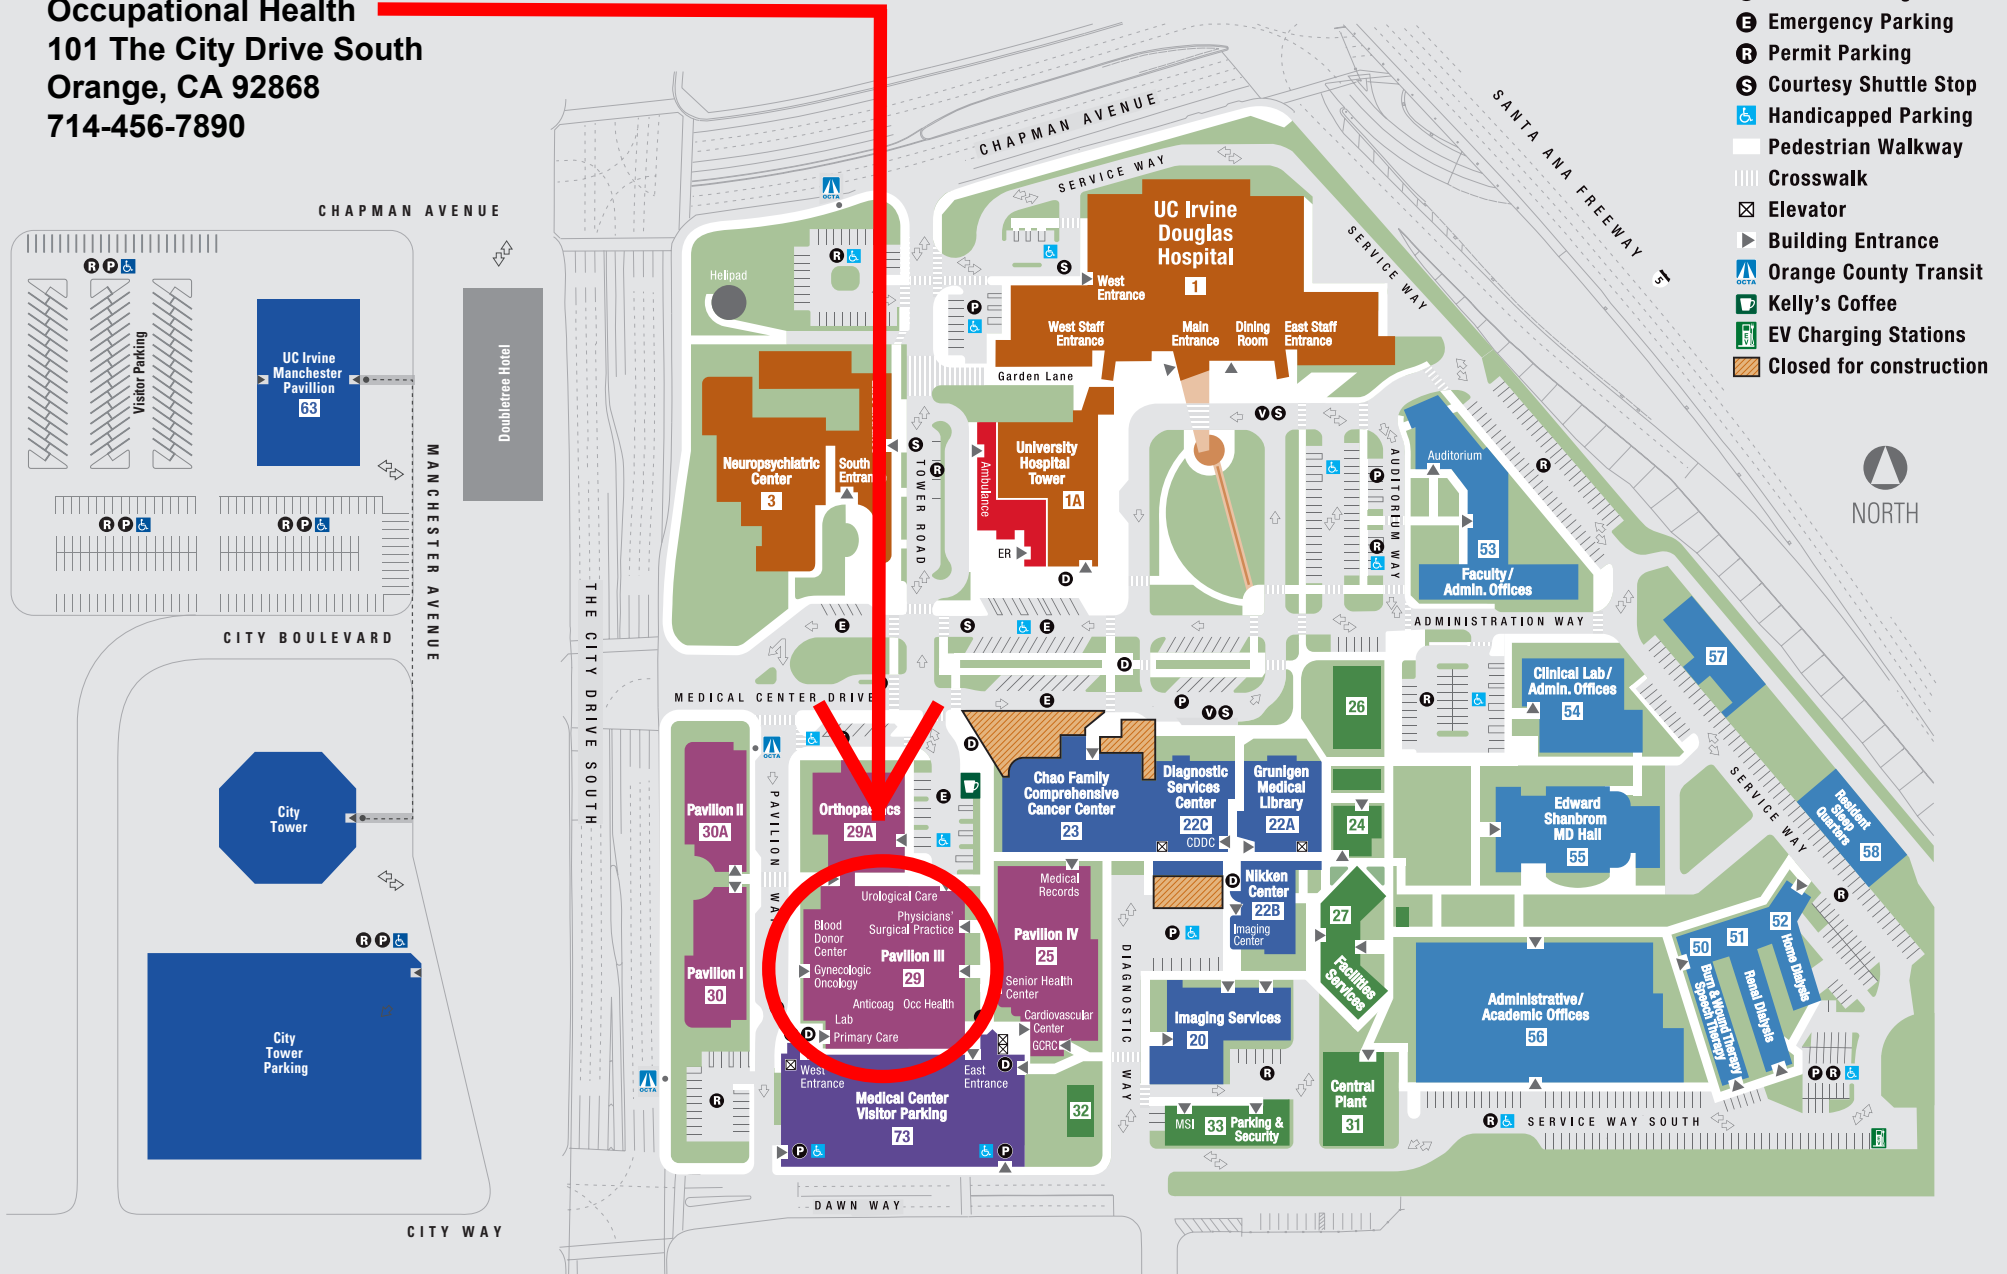 Occupational Health
101 The City Drive South
Orange, CA 92868
714-456-7890
E Emergency Parking
R Permit Parking
S Courtesy Shuttle Stop
Handicapped Parking
Pedestrian Walkway
Crosswalk
Elevator
Building Entrance
OCTA Orange County Transit
Kelly's Coffee
EV Charging Stations
Closed for construction
NORTH
CHAPMAN AVENUE
CHAPMAN AVENUE
SERVICE WAY
SANTA ANA FREEWAY
5
SERVICE WAY
R P
Visitor Parking
UC Irvine
Manchester
Pavillion
63
Doubletree Hotel
MANCHESTER AVENUE
R P
R P
CITY BOULEVARD
THE CITY DRIVE SOUTH
City
Tower
R P
City
Tower
Parking
CITY WAY
OCTA
Helipad
R
S
P
UC Irvine
Douglas
Hospital
1
West
Entrance
West Staff
Entrance
Main
Entrance
Dining
Room
East Staff
Entrance
Garden Lane
Neuropsychiatric
Center
3
South
S
R
TOWER ROAD
Ambulance
ER
University
Hospital
Tower
1A
D
V S
P
R
AUDITORIUM WAY
Auditorium
R
53
Faculty/
Admin. Offices
ADMINISTRATION WAY
E
S
E
D
MEDICAL CENTER DRIVE
E
P
V S
26
R
Clinical Lab/
Admin. Offices
54
57
SERVICE WAY
OCTA
Pavilion II
30A
PAVILION WAY
Orthopaedics
29A
E
D
Chao Family
Comprehensive
Cancer Center
23
Diagnostic
Services
Center
22C
CDDC
Grunigen
Medical
Library
22A
24
Edward
Shanbrom
MD Hall
55
Resident
Sleep
Quarters
58
R
Pavilion I
30
Urological Care
Physicians'
Surgical Practice
Blood
Donor
Center
Pavilion III
29
Gynecologic
Oncology
Anticoag
Occ Health
Lab
D
Primary Care
Medical
Records
Pavilion IV
25
Senior Health
Center
Cardiovascular
Center
GCRC
DIAGNOSTIC WAY
D
Nikken
Center
22B
Imaging
Center
P
27
Facilities
Services
Imaging Services
20
R
Administrative/
Academic Offices
56
50
51
52
Burn & Wound Therapy
Speech Therapy
Renal Dialysis
Home Dialysis
P R
OCTA
R
West
Entrance
East
Entrance
D
Medical Center
Visitor Parking
73
P
P
32
MSI
33
Parking &
Security
Central
Plant
31
R
SERVICE WAY SOUTH
DAWN WAY